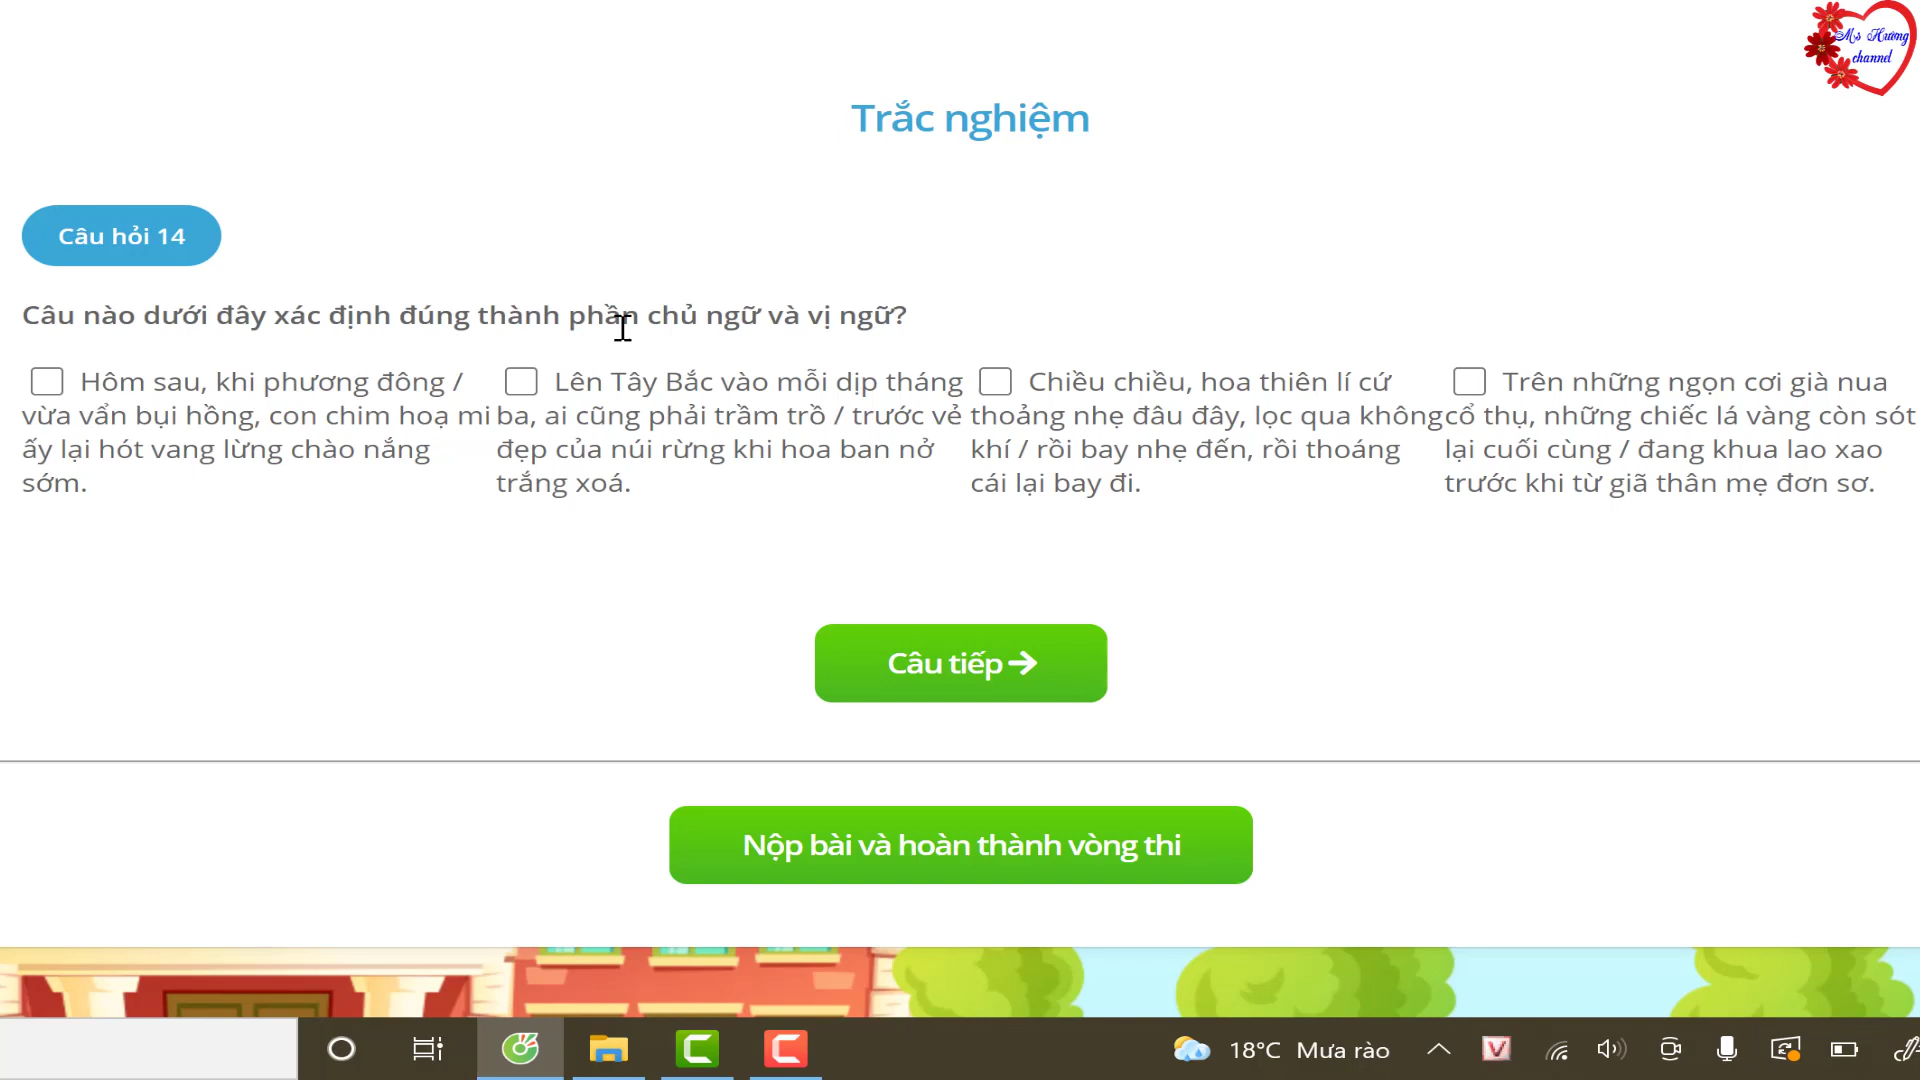 Ms Hương
channel
Trắc nghiệm
Câu hỏi 14
Câu nào dưới đây xác định đúng thành phần chủ ngữ và vị ngữ?
Hôm sau, khi phương đông /
vừa vẩn bụi hồng, con chim hoạ mi
ấy lại hót vang lừng chào nắng
sớm.
Lên Tây Bắc vào mỗi dịp tháng
ba, ai cũng phải trầm trồ / trước vẻ
đẹp của núi rừng khi hoa ban nở
trắng xoá.
Chiều chiều, hoa thiên lí cứ
thoảng nhẹ đâu đây, lọc qua không
khí / rồi bay nhẹ đến, rồi thoáng
cái lại bay đi.
Trên những ngọn cơi già nua
cổ thụ, những chiếc lá vàng còn sót
lại cuối cùng / đang khua lao xao
trước khi từ giã thân mẹ đơn sơ.
Câu tiếp
Nộp bài và hoàn thành vòng thi
18°C Mưa rào
V